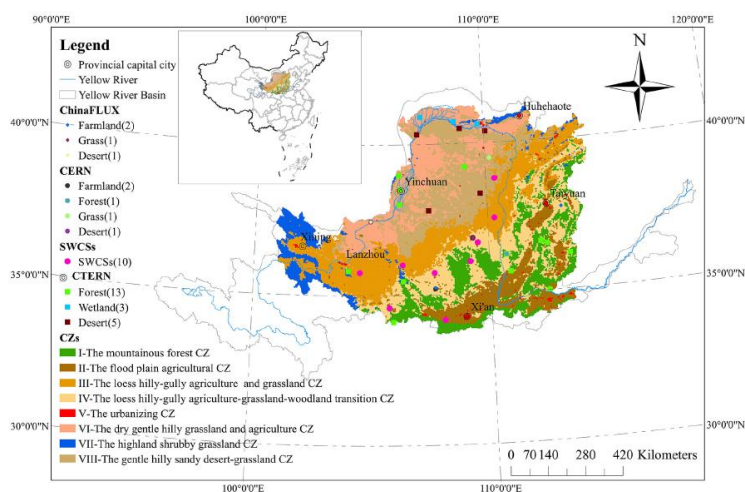 90°0'0"E
100°0'0"E
110°0'0"E
120°0'0"E
Legend
Provincial capital city
Yellow River
Yellow River Basin
ChinaFLUX
Farmland(2)
Grass(1)
Desert(1)
CERN
Farmland(2)
Forest(1)
Grass(1)
Desert(1)
SWCSs
SWCSs(10)
CTERN
Forest(13)
Wetland(3)
Desert(5)
CZs
I-The mountainous forest CZ
II-The flood plain agricultural CZ
III-The loess hilly-gully agriculture and grassland CZ
IV-The loess hilly-gully agriculture-grassland-woodland transition CZ
V-The urbanizing CZ
VI-The dry gentle hilly grassland and agriculture CZ
VII-The highland shrubby grassland CZ
VIII-The gentle hilly sandy desert-grassland CZ
N
Huhehaote
Yinchuan
Taiyuan
Xining
Lanzhou
Xi'an
40°0'0"N
40°0'0"N
35°0'0"N
35°0'0"N
30°0'0"N
30°0'0"N
0 70 140 280 420 Kilometers
100°0'0"E
110°0'0"E